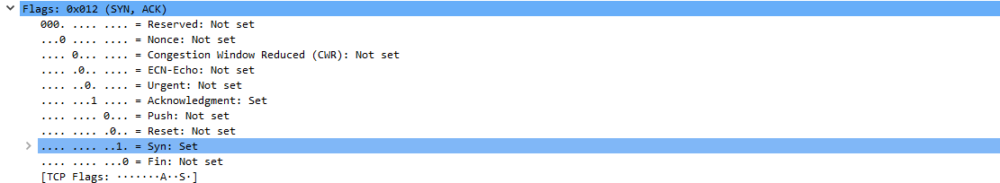 Flags: 0x012 (SYN, ACK)
000. .... .... = Reserved: Not set
...0 .... .... = Nonce: Not set
.... 0... .... = Congestion Window Reduced (CWR): Not set
.... .0.. .... = ECN-Echo: Not set
.... ..0. .... = Urgent: Not set
.... ...1 .... = Acknowledgment: Set
.... .... 0... = Push: Not set
.... .... .0.. = Reset: Not set
.... .... ..1. = Syn: Set
.... .... ...0 = Fin: Not set
[TCP Flags: ·······A··S·]